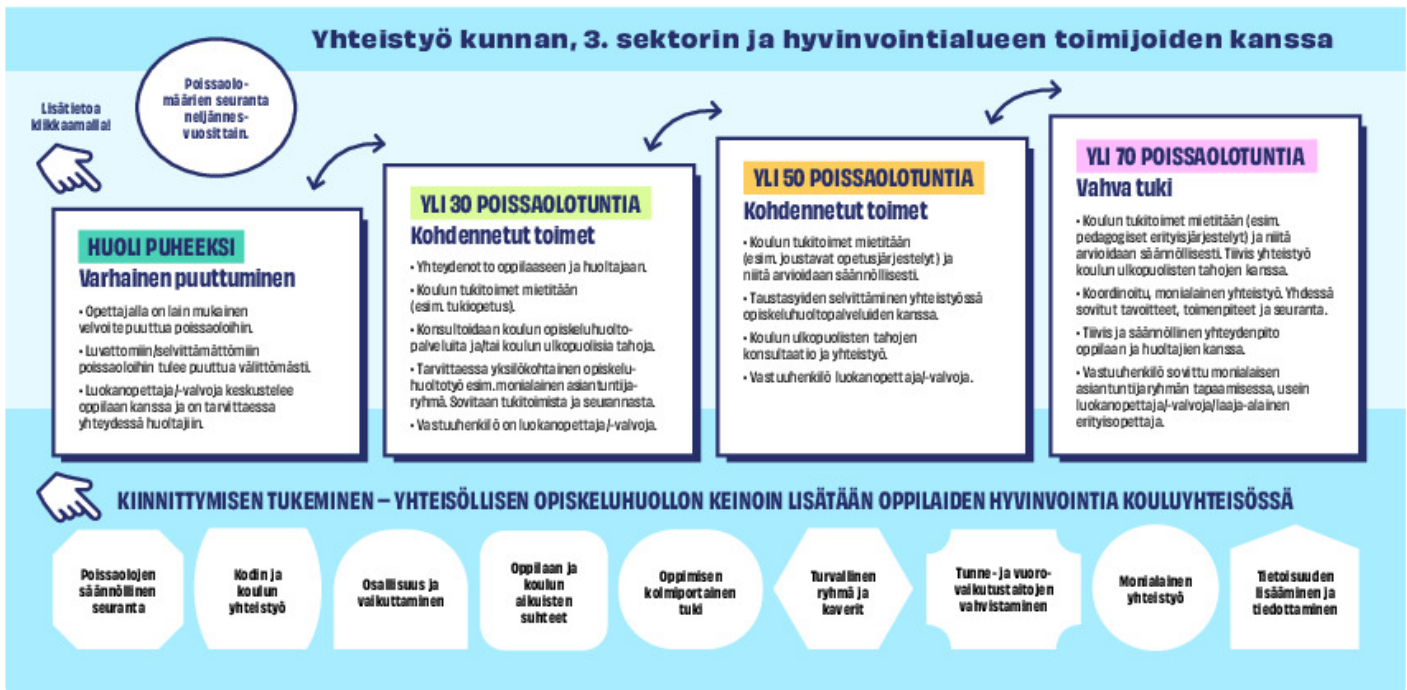 Yhteistyö kunnan, 3. sektorin ja hyvinvointialueen toimijoiden kanssa
Lisätietoa
klikkaamalla!
Poissaolo-
määrien seuranta
neljännes-
vuosittain.
HUOLI PUHEEKSI
Varhainen puuttuminen
• Opettajalla on lain mukainen
velvoite puuttua poissaoloihin.
• Luvattomiin/selvittämättömiin
poissaoloihin tulee puuttua välittömästi.
• Luokanopettaja/-valvoja keskustelee
oppilaan kanssa ja on tarvittaessa
yhteydessä huoltajiin.
YLI 30 POISSAOLOTUNTIA
Kohdennetut toimet
• Yhteydenotto oppilaaseen ja huoltajaan.
• Koulun tukitoimet mietitään
(esim. tukiopetus).
• Konsultoidaan koulun opiskeluhuolto-
palveluita ja/tai koulun ulkopuolisia tahoja.
• Tarvittaessa yksilökohtainen opiskelu-
huoltotyö esim. monialainen asiantuntija-
ryhmä. Sovitaan tukitoimista ja seurannasta.
• Vastuuhenkilö on luokanopettaja/-valvoja.
YLI 50 POISSAOLOTUNTIA
Kohdennetut toimet
• Koulun tukitoimet mietitään
(esim. joustavat opetusjärjestelyt) ja
niitä arvioidaan säännöllisesti.
• Taustasyiden selvittäminen yhteistyössä
opiskeluhuoltopalveluiden kanssa.
• Koulun ulkopuolisten tahojen
konsultaatio ja yhteistyö.
• Vastuuhenkilö luokanopettaja/-valvoja.
YLI 70 POISSAOLOTUNTIA
Vahva tuki
• Koulun tukitoimet mietitään (esim.
pedagogiset erityisjärjestelyt) ja niitä
arvioidaan säännöllisesti. Tiivis yhteistyö
koulun ulkopuolisten tahojen kanssa.
• Koordinoitu, monialainen yhteistyö. Yhdessä
sovitut tavoitteet, toimenpiteet ja seuranta.
• Tiivis ja säännöllinen yhteydenpito
oppilaan ja huoltajien kanssa.
• Vastuuhenkilö sovittu monialaisen
asiantuntijaryhmän tapaamisessa, usein
luokanopettaja/-valvoja/laaja-alainen
erityisopettaja.
KIINNITTYMISEN TUKEMINEN – YHTEISÖLLISEN OPISKELUHUOLLON KEINOIN LISÄTÄÄN OPPILAIDEN HYVINVOINTIA KOULUYHTEISÖSSÄ
Poissaolojen
säännöllinen
seuranta
Kodin ja
koulun
yhteistyö
Osallisuus ja
vaikuttaminen
Oppilaan ja
koulun
aikuisten
suhteet
Oppimisen
kolmiportainen
tuki
Turvallinen
ryhmä ja
kaverit
Tunne- ja vuoro-
vaikutustaitojen
vahvistaminen
Monialainen
yhteistyö
Tietoisuuden
lisääminen ja
tiedottaminen